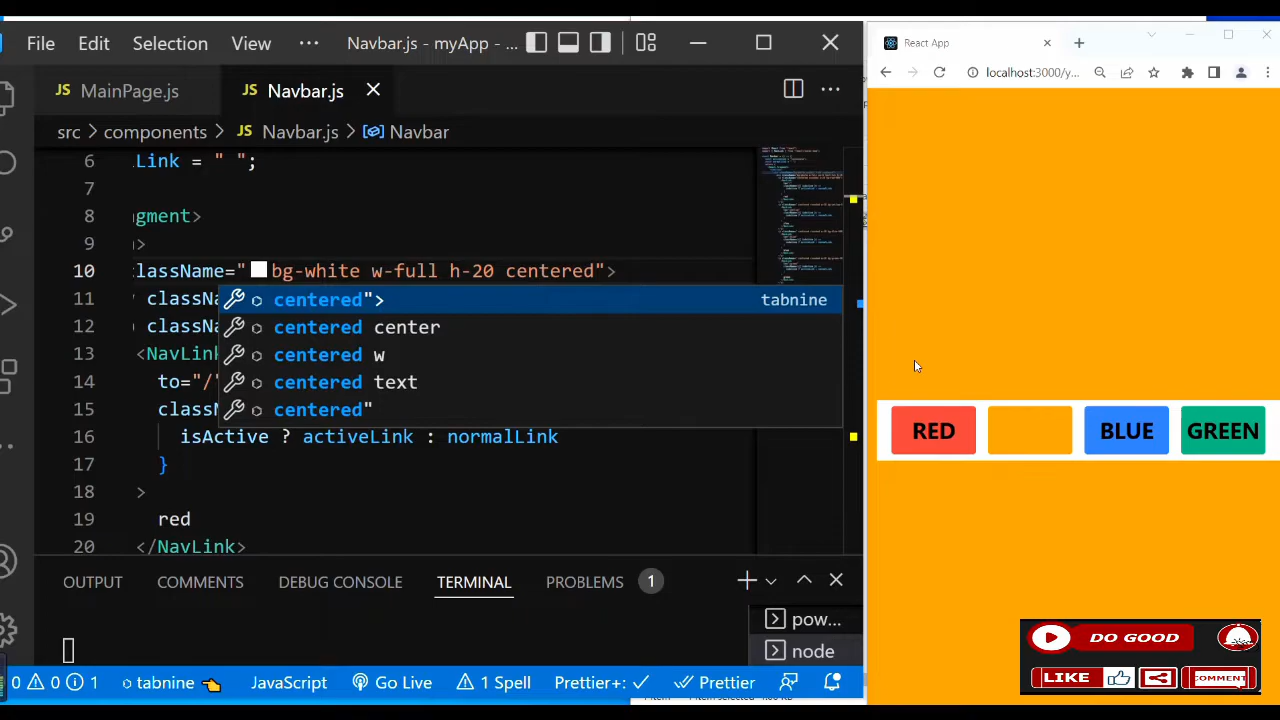 File Edit Selection View ··· Navbar.js - myApp - ...
React App
localhost:3000/y...
JS MainPage.js JS Navbar.js
src > components > JS Navbar.js > Navbar
6 .Link = " ";
7
8 gment>
9 >
10 className=" bg-white w-full h-20 centered">
11 classNa
12 classNa
13 <NavLink
14 to="/"
15 classN
16 isActive ? activeLink : normalLink
17 }
18 >
19 red
20 </NavLink>
centered"> tabnine
centered center
centered w
centered text
centered"
RED BLUE GREEN
OUTPUT COMMENTS DEBUG CONSOLE TERMINAL PROBLEMS 1
pow...
node
0 0 1 tabnine JavaScript Go Live 1 Spell Prettier+: Prettier
DO GOOD
LIKE COMMENT